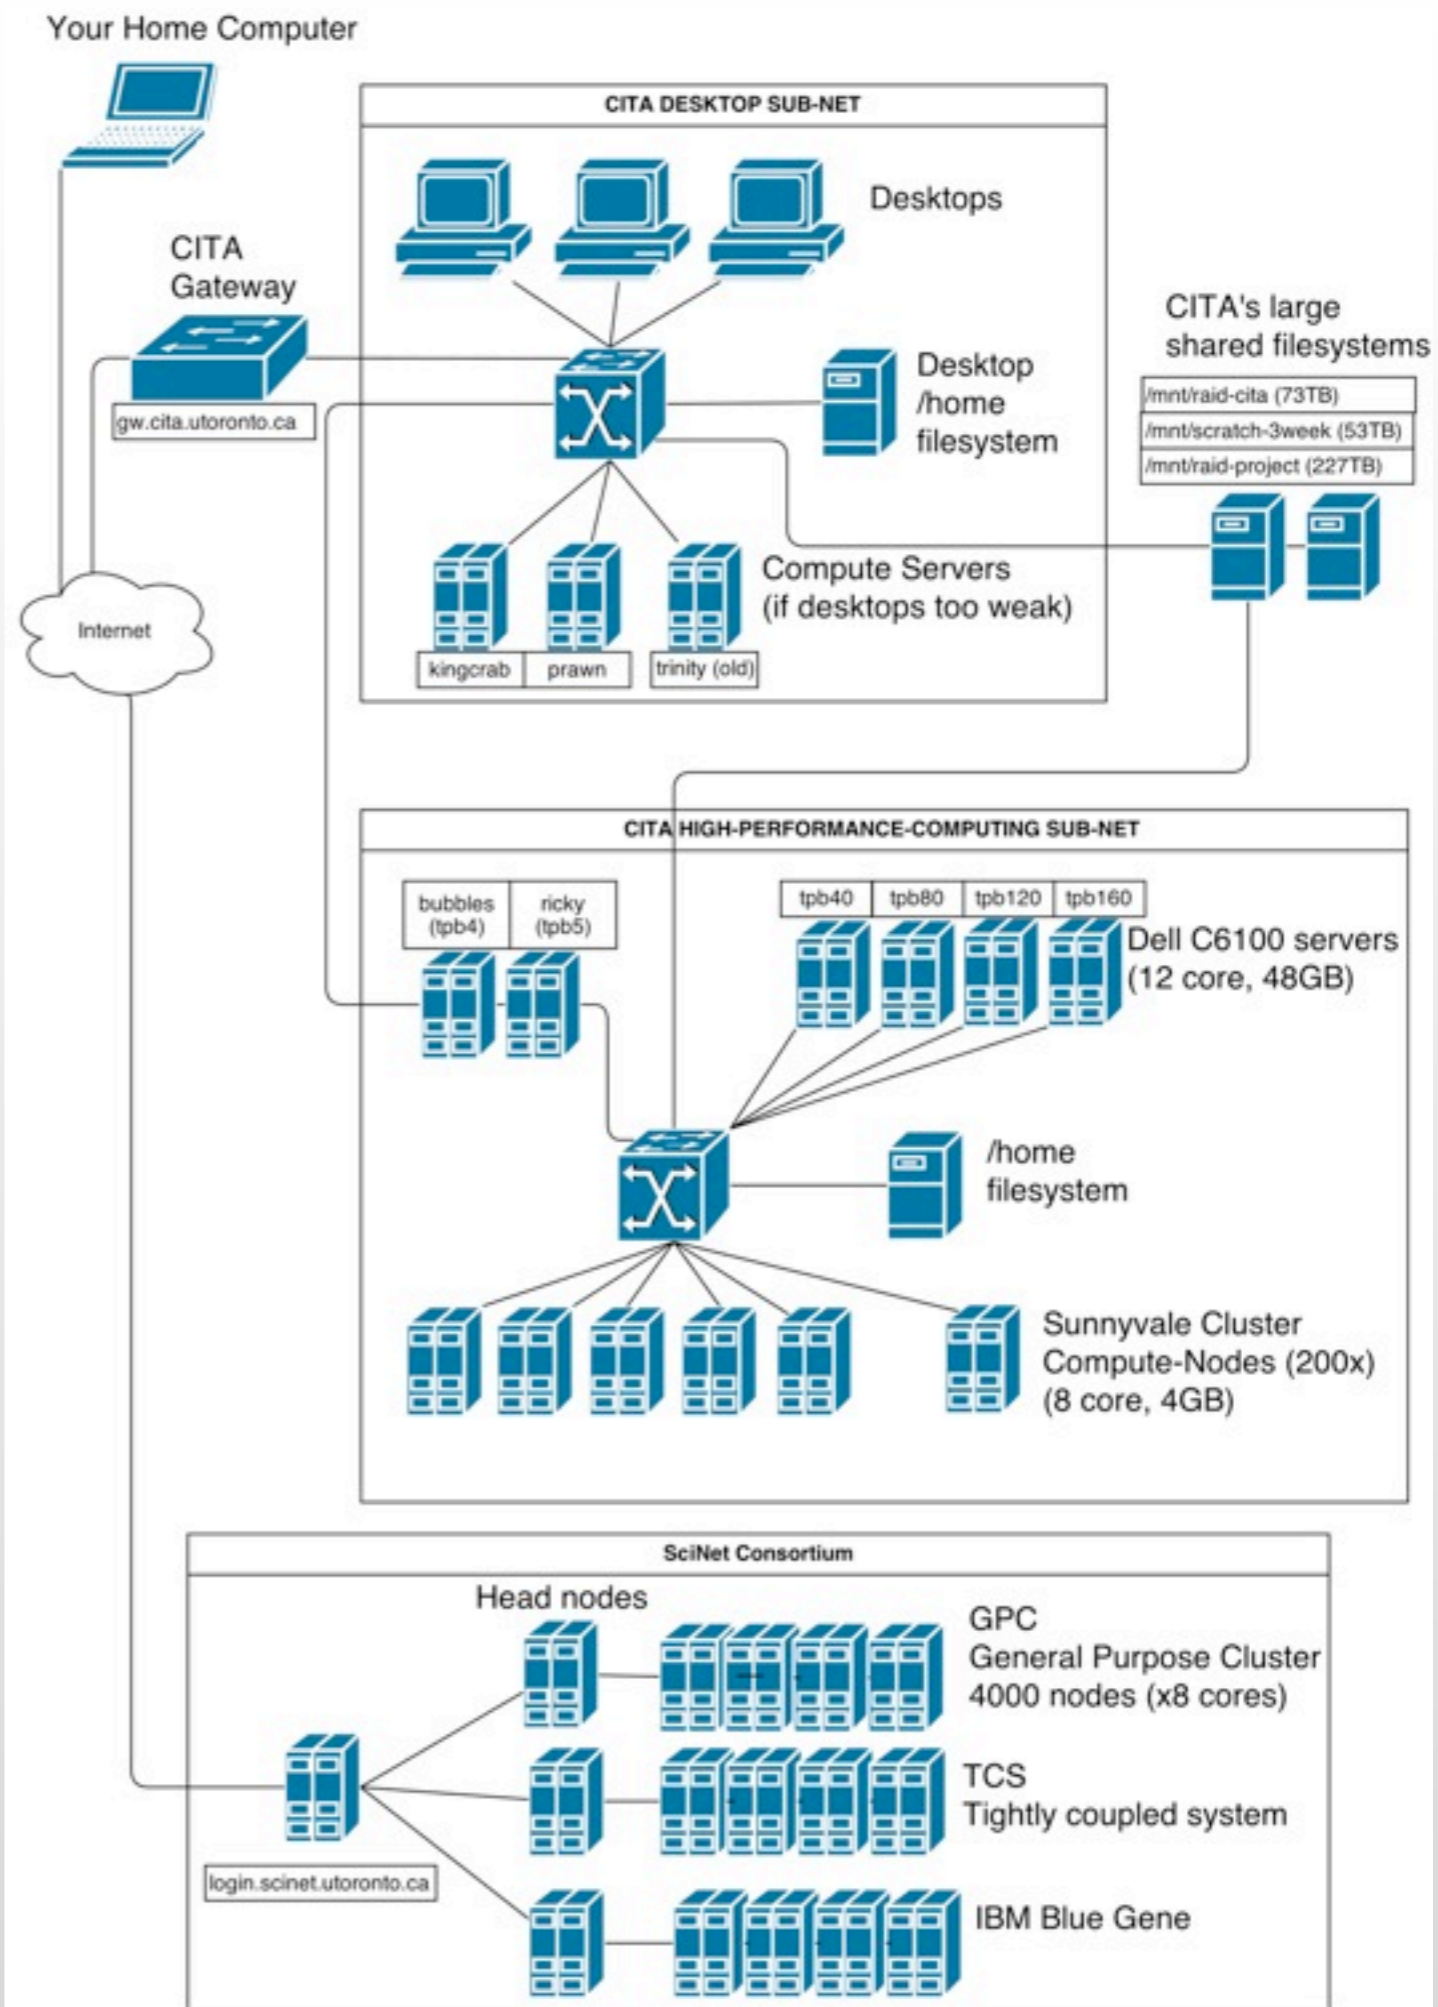 Your Home Computer
CITA DESKTOP SUB-NET
Desktops
CITA
Gateway
gw.cita.utoronto.ca
Desktop
/home
filesystem
CITA's large
shared filesystems
/mnt/raid-cita (73TB)
/mnt/scratch-3week (53TB)
/mnt/raid-project (227TB)
Internet
Compute Servers
(if desktops too weak)
kingcrab
prawn
trinity (old)
CITA HIGH-PERFORMANCE-COMPUTING SUB-NET
bubbles
(tpb4)
ricky
(tpb5)
tpb40
tpb80
tpb120
tpb160
Dell C6100 servers
(12 core, 48GB)
/home
filesystem
Sunnyvale Cluster
Compute-Nodes (200x)
(8 core, 4GB)
SciNet Consortium
Head nodes
GPC
General Purpose Cluster
4000 nodes (x8 cores)
TCS
Tightly coupled system
login.scinet.utoronto.ca
IBM Blue Gene